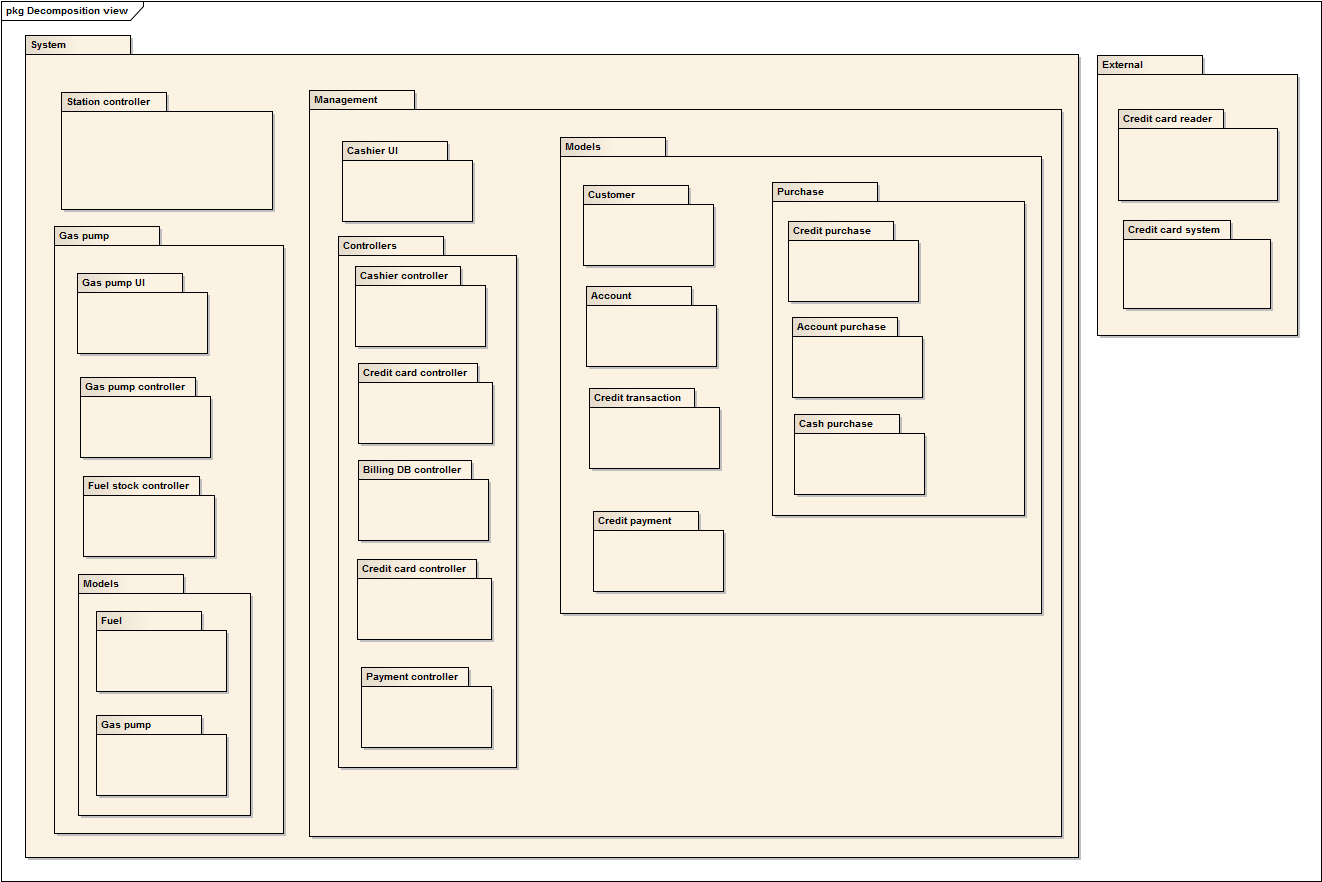 pkg Decomposition view
System
Station controller
Gas pump
Gas pump UI
Gas pump controller
Fuel stock controller
Models
Fuel
Gas pump
Management
Cashier UI
Controllers
Cashier controller
Credit card controller
Billing DB controller
Credit card controller
Payment controller
Models
Customer
Account
Credit transaction
Credit payment
Purchase
Credit purchase
Account purchase
Cash purchase
External
Credit card reader
Credit card system